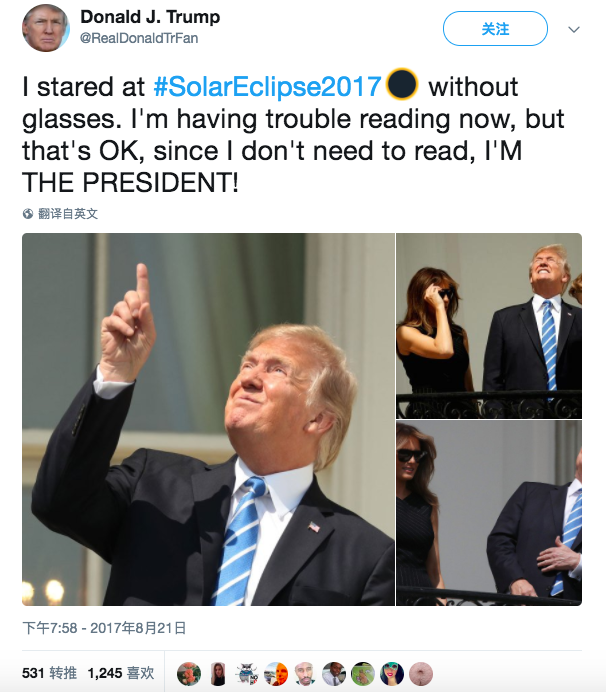 Donald J. Trump
@RealDonaldTrFan
关注
I stared at #SolarEclipse2017 without
glasses. I'm having trouble reading now, but
that's OK, since I don't need to read, I'M
THE PRESIDENT!
翻译自英文
下午7:58 - 2017年8月21日
531 转推 1,245 喜欢